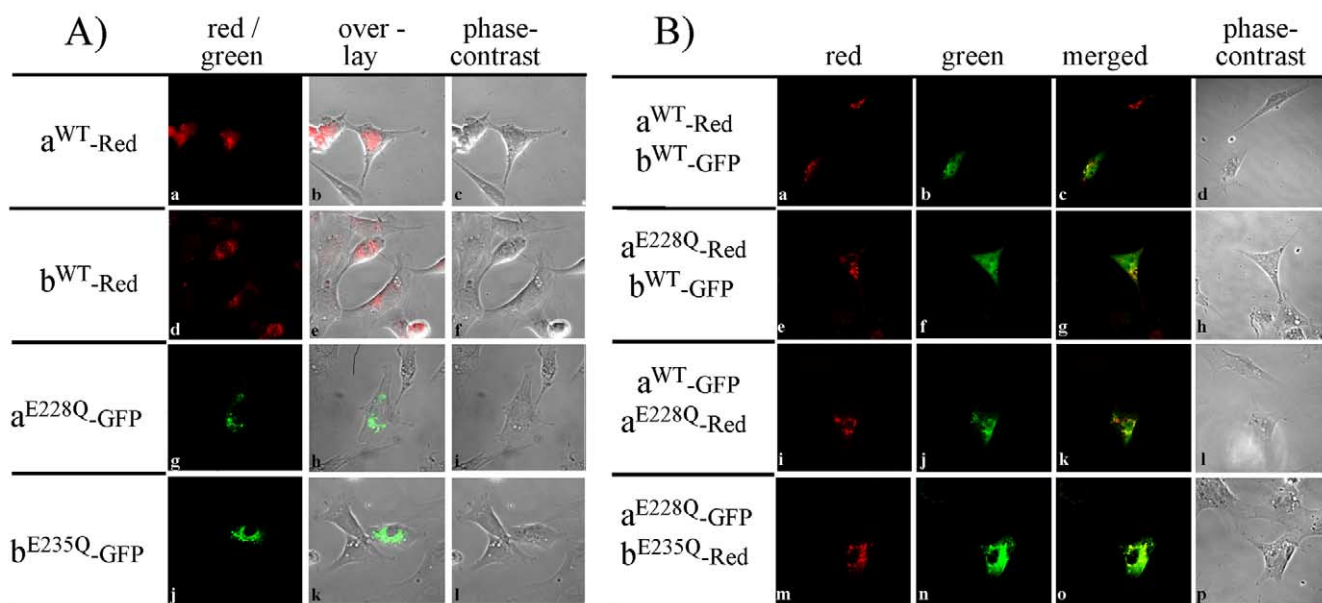 A)
red / green
over - lay
phase- contrast
a^WT-Red
a
b
c
b^WT-Red
d
e
f
a^E228Q-GFP
g
h
i
b^E235Q-GFP
j
k
l
B)
red
green
merged
phase- contrast
a^WT-Red
b^WT-GFP
a
b
c
d
a^E228Q-Red
b^WT-GFP
e
f
g
h
a^WT-GFP
a^E228Q-Red
i
j
k
l
a^E228Q-GFP
b^E235Q-Red
m
n
o
p